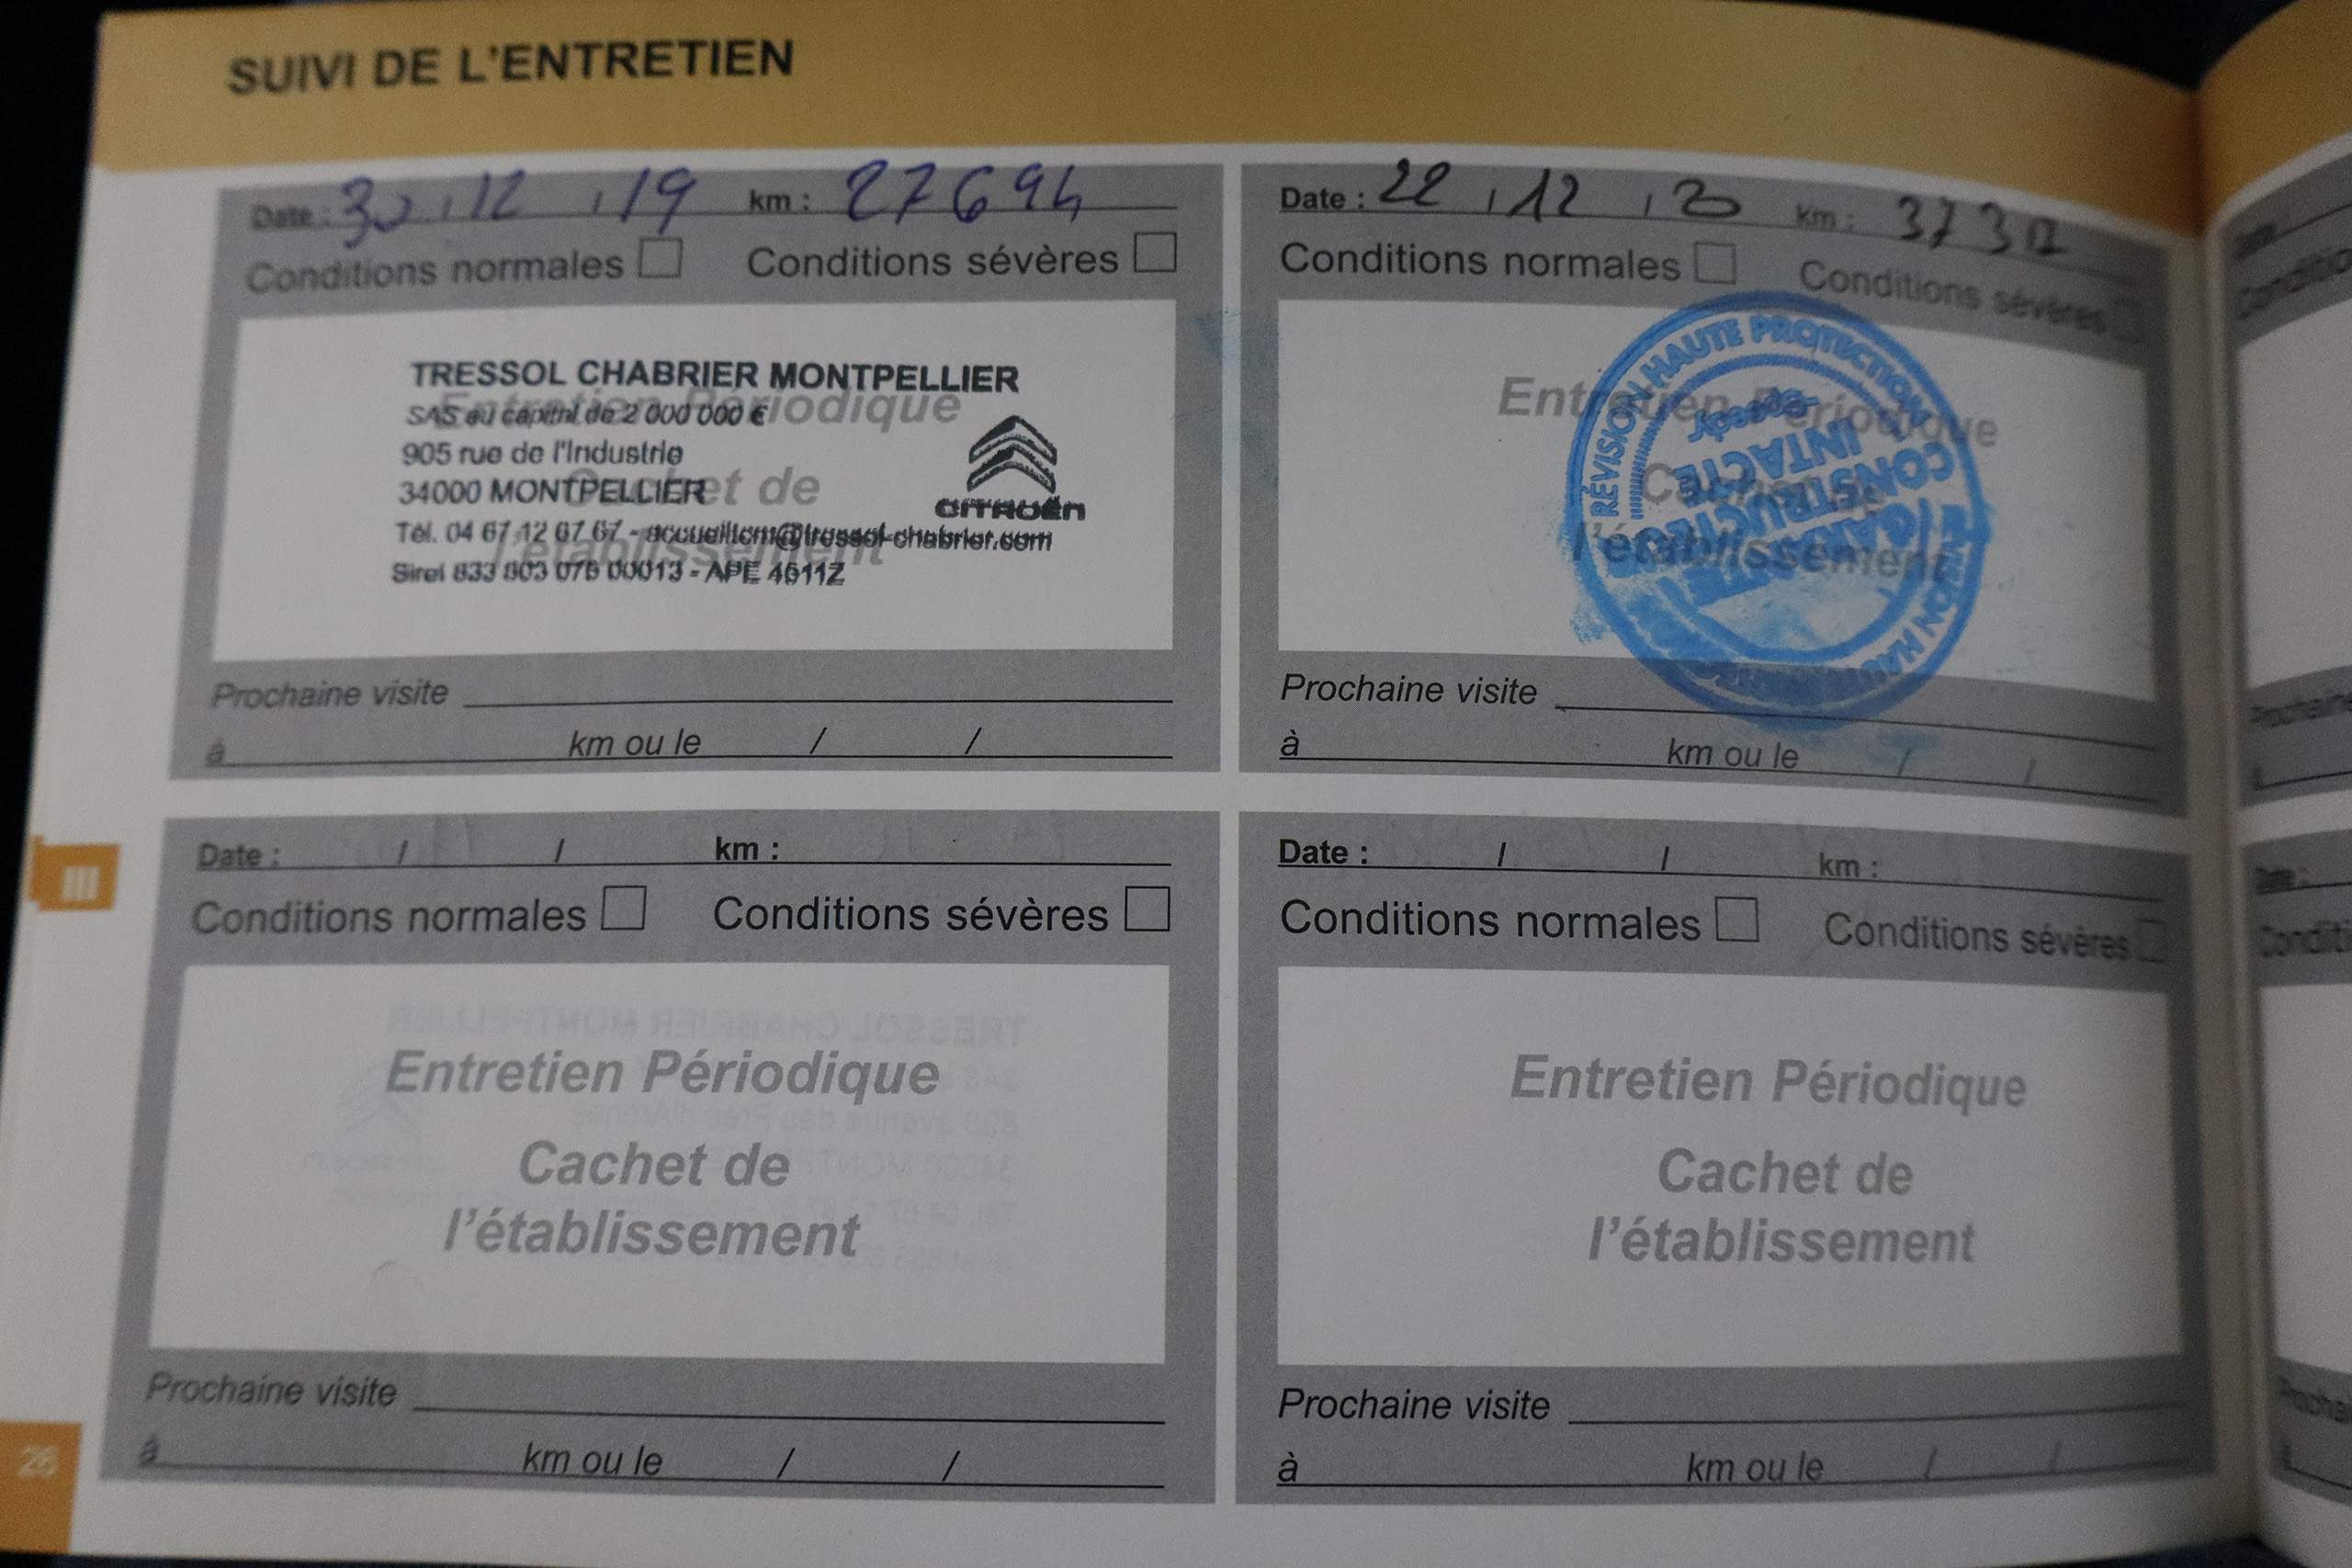 SUIVI DE L'ENTRETIEN
Date : 30 / 12 / 19 km : 27694
Conditions normales Conditions sévères
TRESSOL CHABRIER MONTPELLIER
SAS au capital de 2 000 000 €
905 rue de l'Industrie
34000 MONTPELLIER
CITROËN
Tél. 04 67 12 67 67 - accueiltcm@tressol-chabrier.com
Siret 833 803 075 00013 - APE 4511Z
Entretien Périodique
Cachet de
l'établissement
Prochaine visite
à km ou le / /
Date : 22 / 12 / 20 km :
Conditions normales Conditions sévères
Entretien Périodique
Cachet de
l'établissement
RÉVISION HAUTE PROTECTION
GARANTIE
CONSTRUCTEUR
INTACTE
Prochaine visite
à km ou le / /
Date : / / km :
Conditions normales Conditions sévères
Entretien Périodique
Cachet de
l'établissement
Prochaine visite
à km ou le / /
Date : / / km :
Conditions normales Conditions sévères
Entretien Périodique
Cachet de
l'établissement
Prochaine visite
à km ou le / /
III
26